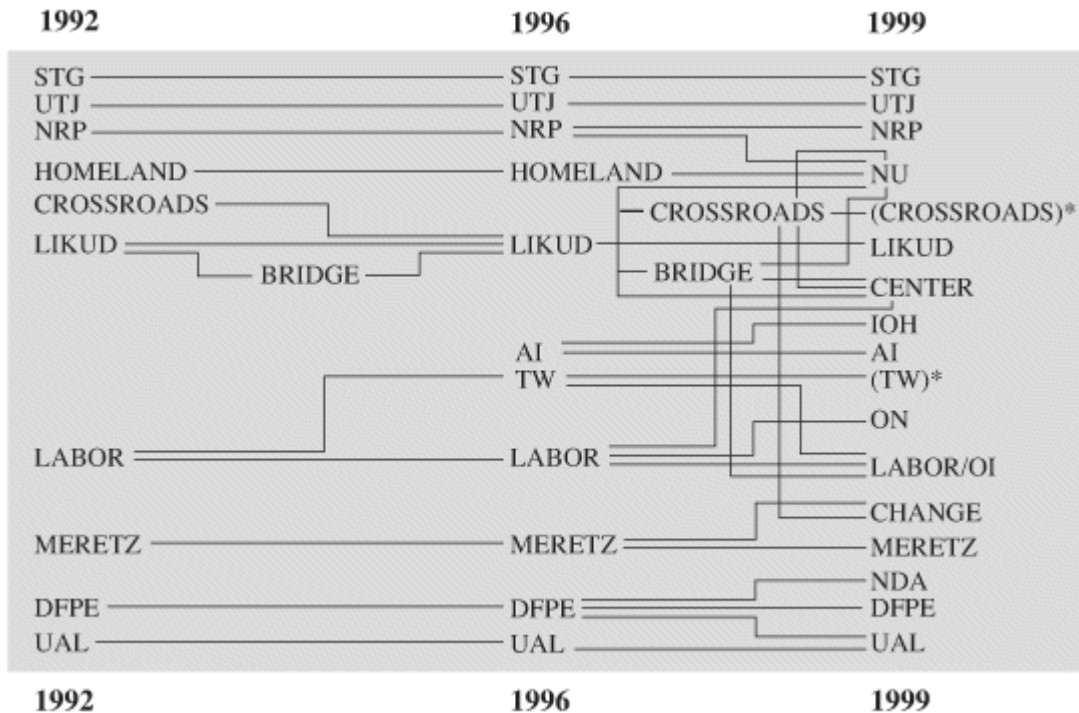 1992 1996 1999
STG STG STG
UTJ UTJ UTJ
NRP NRP NRP
HOMELAND HOMELAND NU
CROSSROADS CROSSROADS (CROSSROADS)*
LIKUD LIKUD LIKUD
BRIDGE BRIDGE CENTER
IOH
AI AI
TW (TW)*
ON
LABOR LABOR LABOR/OI
CHANGE
MERETZ MERETZ MERETZ
NDA
DFPE DFPE DFPE
UAL UAL UAL
1992 1996 1999